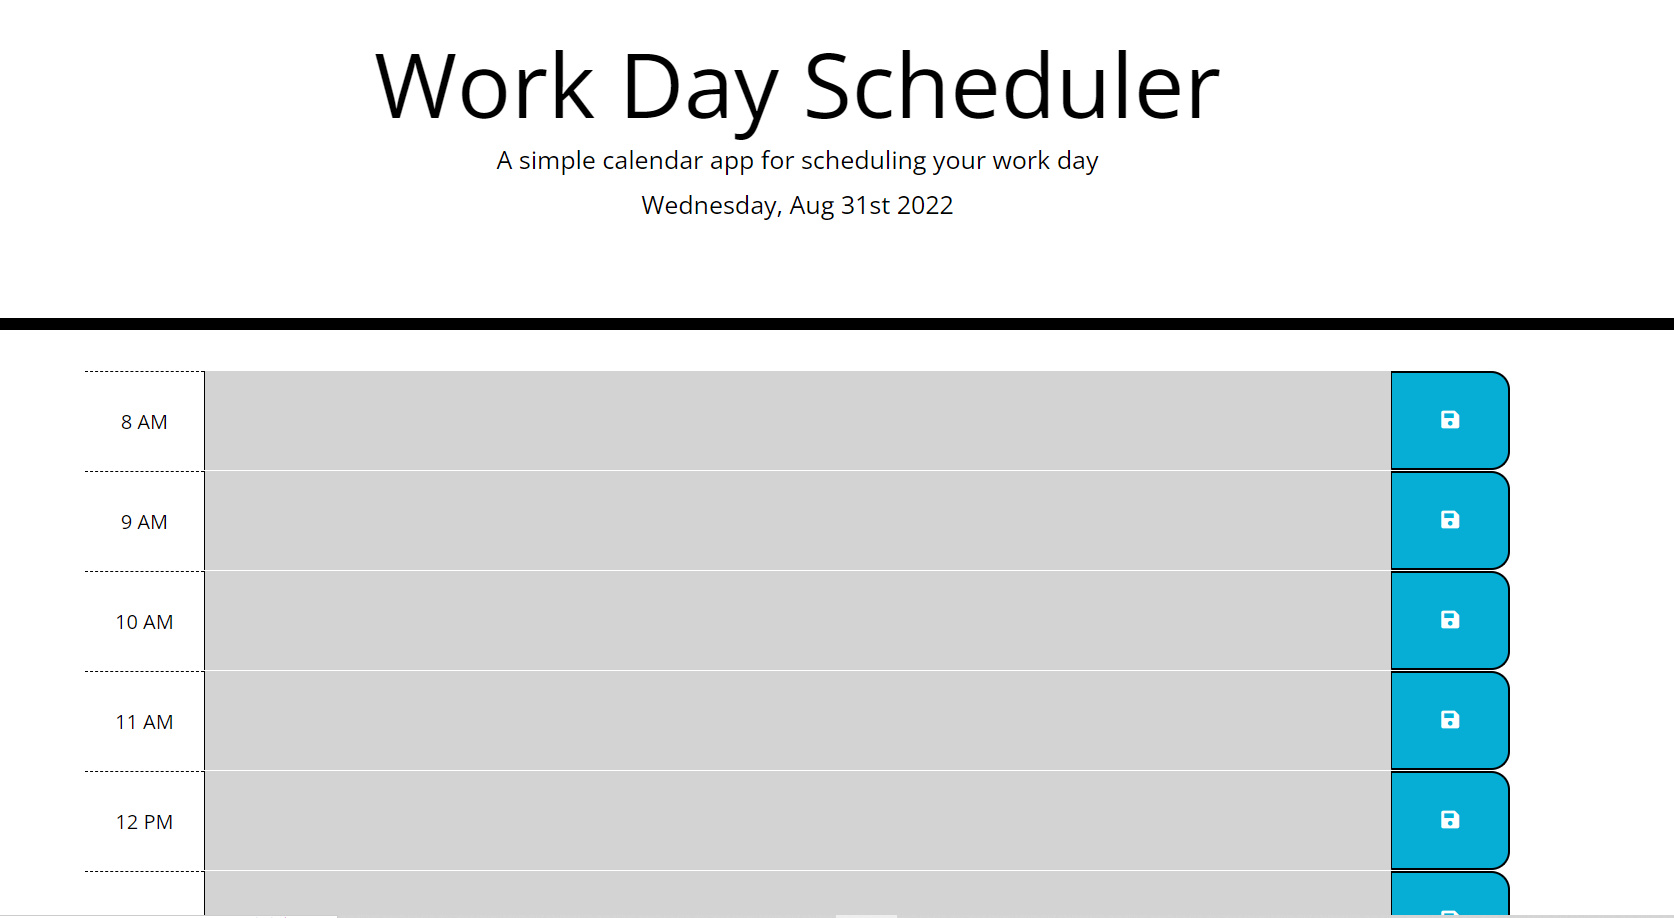 Work Day Scheduler
A simple calendar app for scheduling your work day
Wednesday, Aug 31st 2022
8 AM
9 AM
10 AM
11 AM
12 PM